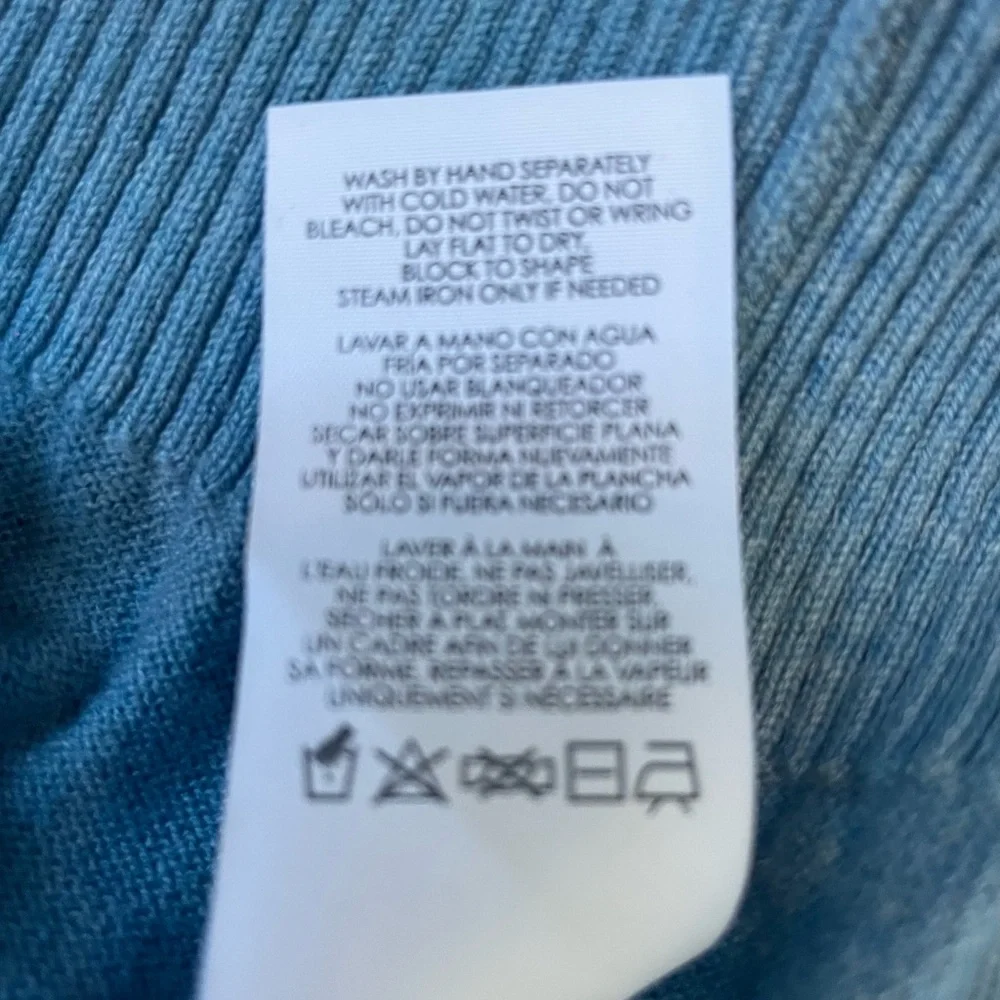 WASH BY HAND SEPARATELY
WITH COLD WATER, DO NOT
BLEACH, DO NOT TWIST OR WRING
LAY FLAT TO DRY,
BLOCK TO SHAPE
STEAM IRON ONLY IF NEEDED
LAVAR A MANO CON AGUA
FRIA POR SEPARADO
NO USAR BLANQUEADOR
NO EXPRIMIR NI RETORCER
SECAR SOBRE SUPERFICIE PLANA
Y DARLE FORMA NUEVAMENTE
UTILIZAR EL VAPOR DE LA PLANCHA
SOLO SI FUERA NECESARIO
LAVER À LA MAIN À
L'EAU FROIDE, NE PAS JAVELLISER,
NE PAS TORDRE NI PRESSER
SECHER A PLAT, MONTER SUR
UN CADRE AFIN DE LUI DONNER
SA FORME, REPASSER À LA VAPEUR
UNIQUEMENT SI NECESSAIRE